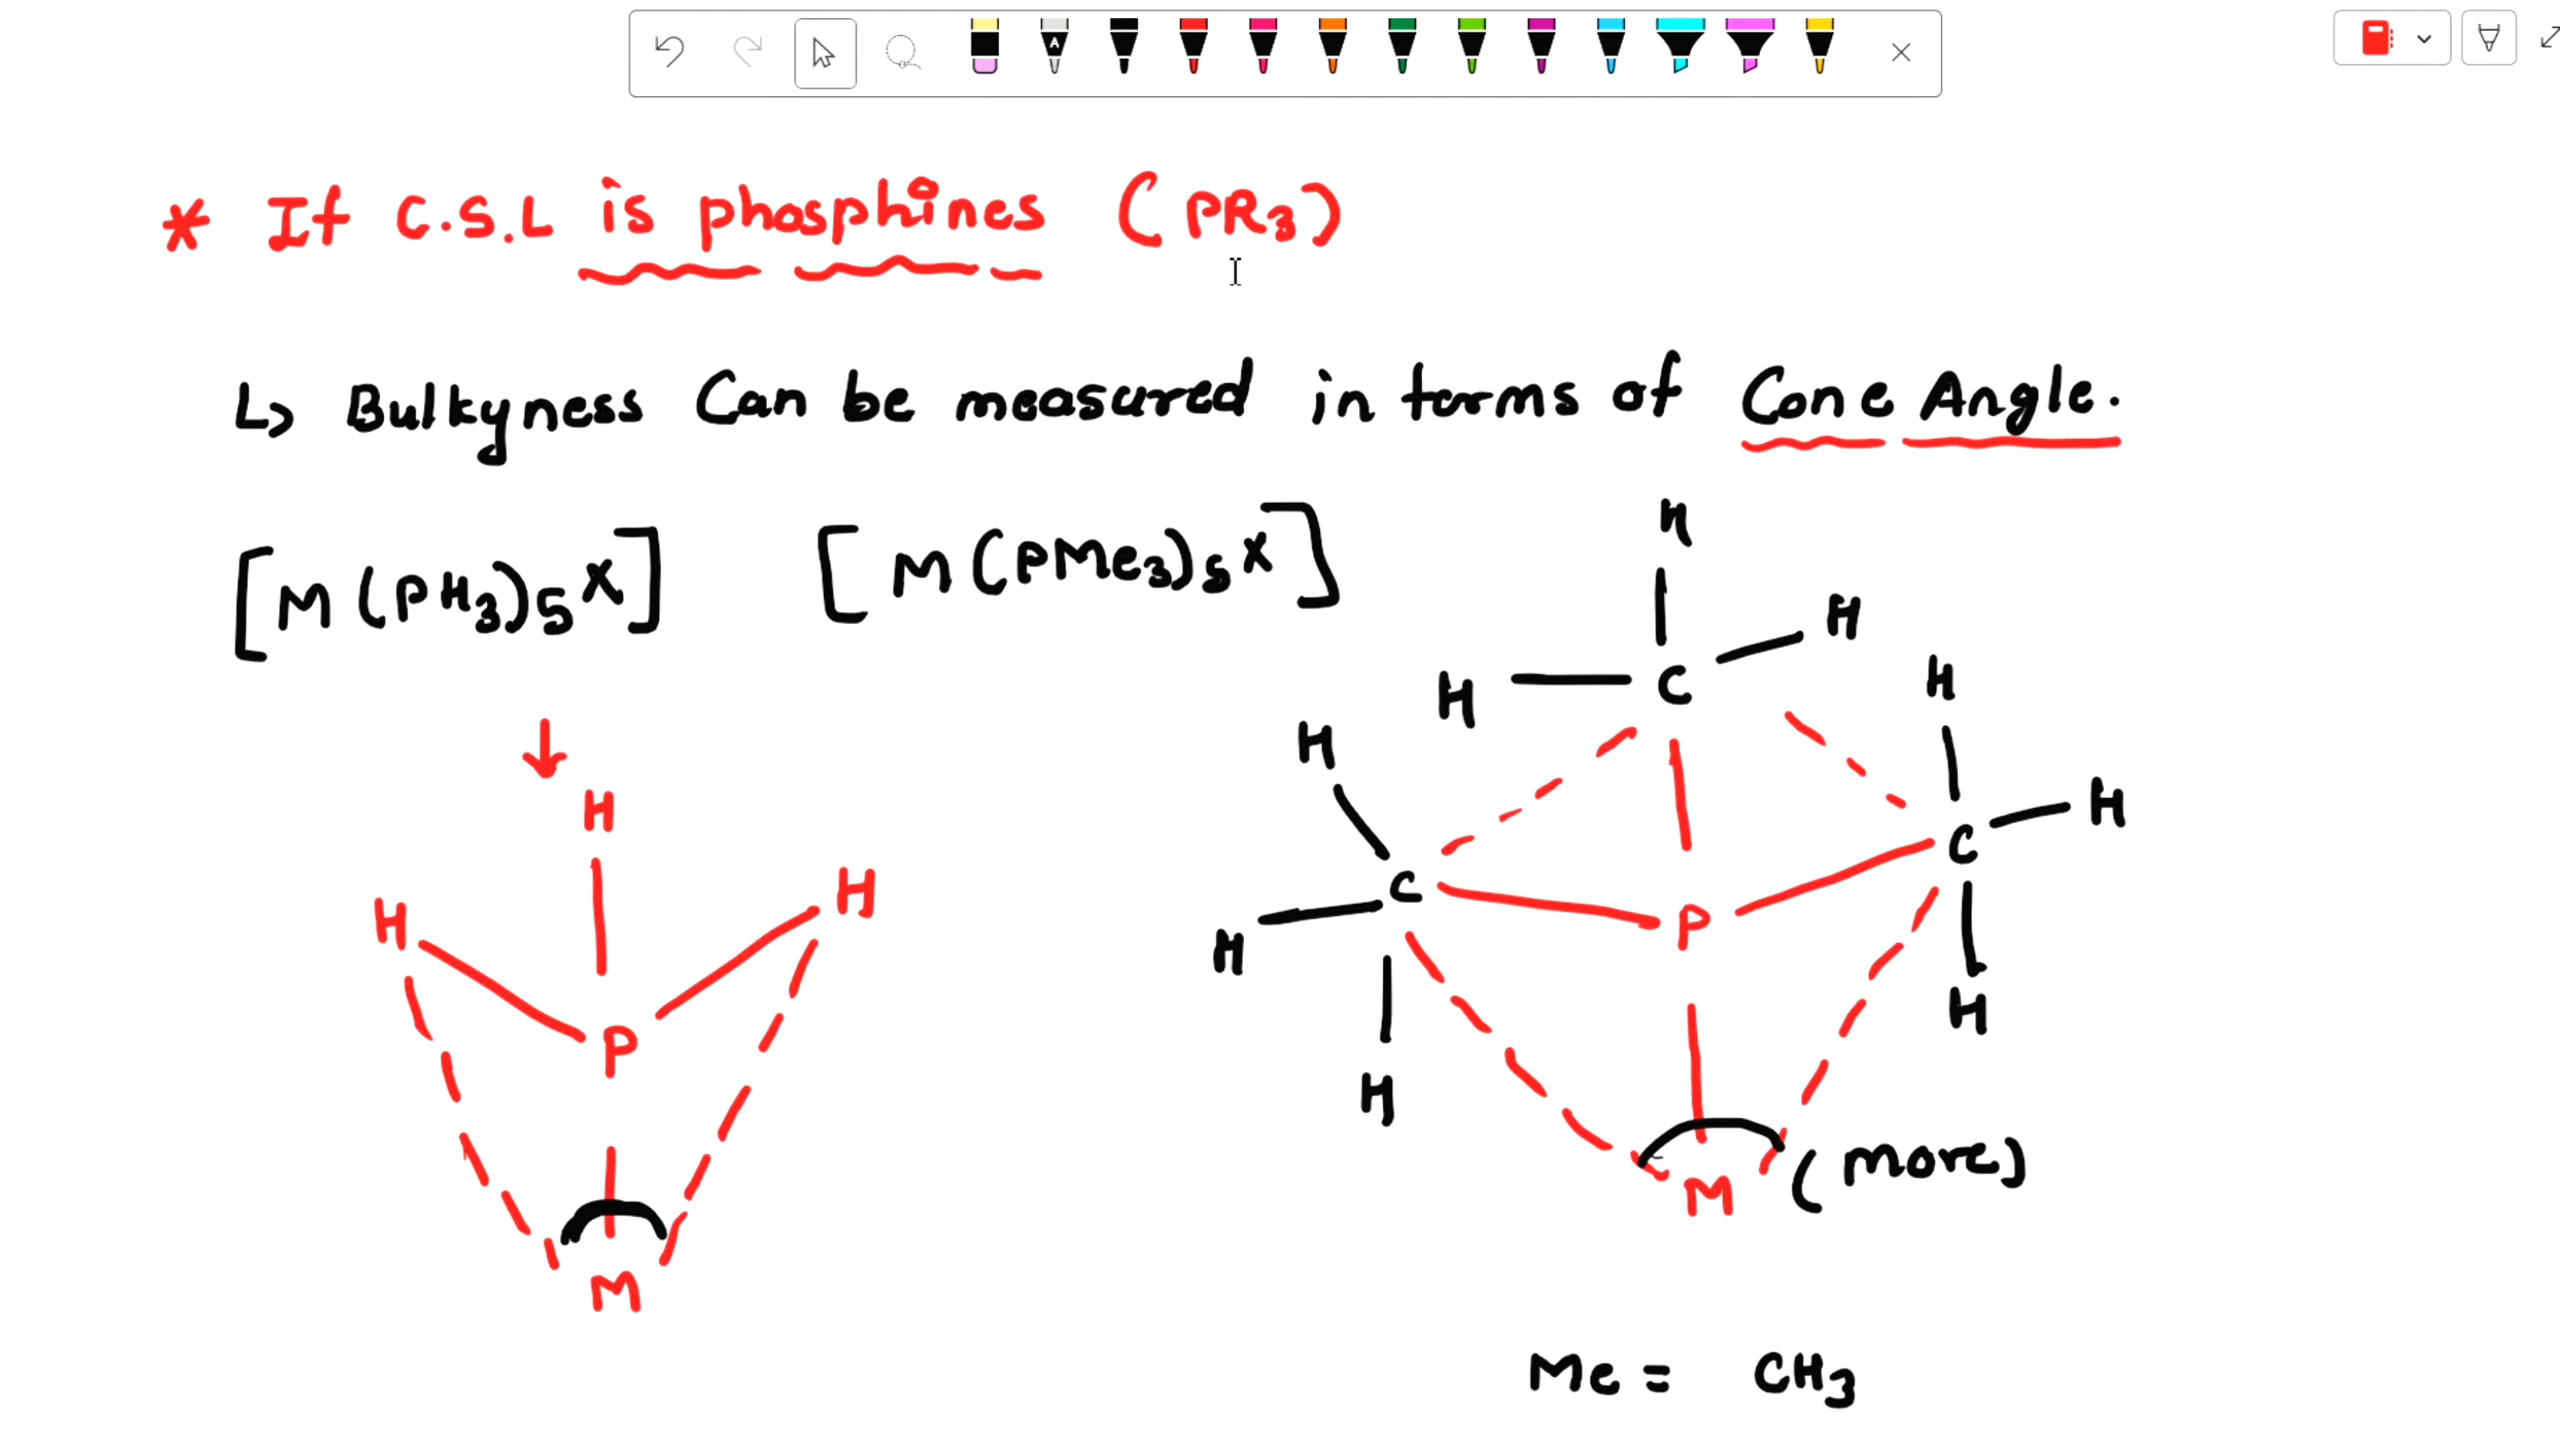 * If C.S.L is phosphines (PR3)
↳ Bulkyness Can be measured in terms of Cone Angle.
[M(PH3)5X] [M(PMe3)5X]
↓
H
H H
P
M
H
H C H
H H
C C H
H P
H H
M (more)
Me = CH3